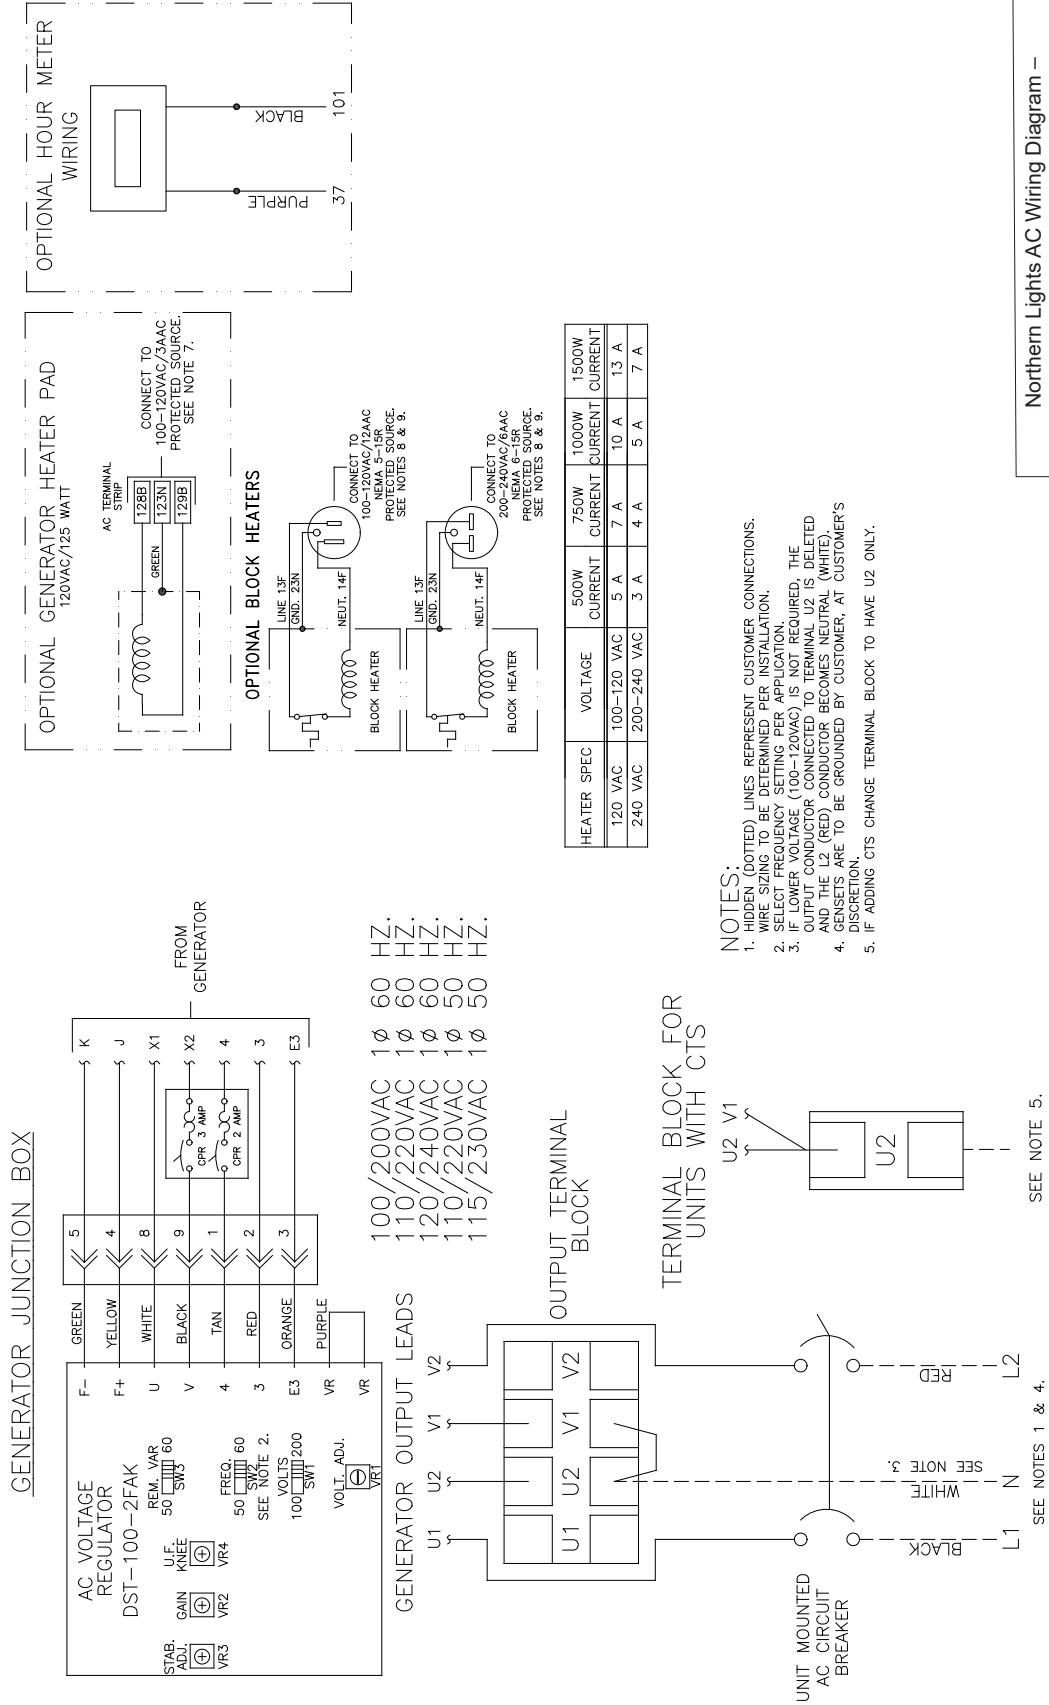 GENERATOR JUNCTION BOX
AC VOLTAGE
REGULATOR
DST-100-2FAK
STAB.
ADJ.
VR3
GAIN
VR2
U.F.
KNEE
VR4
REM. VAR
50 60
SW3
FREQ.
50 60
SW2
SEE NOTE 2.
VOLTS
100 200
SW1
VOLT. ADJ.
VR1
F- GREEN 5 K
F+ YELLOW 4 J
U WHITE 8 X1
V BLACK 9 X2
4 TAN 1 4
3 RED 2 3
E3 ORANGE 3 E3
VR PURPLE
VR
CPR 3 AMP
CPR 2 AMP
FROM
GENERATOR
100/200VAC 1Ø 60 HZ.
110/220VAC 1Ø 60 HZ.
120/240VAC 1Ø 60 HZ.
110/220VAC 1Ø 50 HZ.
115/230VAC 1Ø 50 HZ.
GENERATOR OUTPUT LEADS
U1 U2 V1 V2
U1 U2 V1 V2
OUTPUT TERMINAL
BLOCK
UNIT MOUNTED
AC CIRCUIT
BREAKER
BLACK
WHITE
SEE NOTE 3.
RED
L1 N L2
SEE NOTES 1 & 4.
TERMINAL BLOCK FOR
UNITS WITH CTS
U2 V1
U2
SEE NOTE 5.
OPTIONAL GENERATOR HEATER PAD
120VAC/125 WATT
GREEN
AC TERMINAL
STRIP
128B
123N
129B
CONNECT TO
100-120VAC/3AAC
PROTECTED SOURCE.
SEE NOTE 7.
OPTIONAL HOUR METER
WIRING
PURPLE
BLACK
37
101
OPTIONAL BLOCK HEATERS
BLOCK HEATER
LINE 13F
GND. 23N
NEUT. 14F
CONNECT TO
100-120VAC/12AAC
NEMA 5-15R
PROTECTED SOURCE.
SEE NOTES 8 & 9.
BLOCK HEATER
LINE 13F
GND. 23N
NEUT. 14F
CONNECT TO
200-240VAC/6AAC
NEMA 6-15R
PROTECTED SOURCE.
SEE NOTES 8 & 9.
HEATER SPEC VOLTAGE 500W CURRENT 750W CURRENT 1000W CURRENT 1500W CURRENT
120 VAC 100-120 VAC 5 A 7 A 10 A 13 A
240 VAC 200-240 VAC 3 A 4 A 5 A 7 A
NOTES:
1. HIDDEN (DOTTED) LINES REPRESENT CUSTOMER CONNECTIONS.
WIRE SIZING TO BE DETERMINED PER INSTALLATION.
2. SELECT FREQUENCY SETTING PER APPLICATION.
3. IF LOWER VOLTAGE (100-120VAC) IS NOT REQUIRED, THE
OUTPUT CONDUCTOR CONNECTED TO TERMINAL U2 IS DELETED
AND THE L2 (RED) CONDUCTOR BECOMES NEUTRAL (WHITE).
4. GENSETS ARE TO BE GROUNDED BY CUSTOMER, AT CUSTOMER'S
DISCRETION.
5. IF ADDING CTS CHANGE TERMINAL BLOCK TO HAVE U2 ONLY.
Northern Lights AC Wiring Diagram –